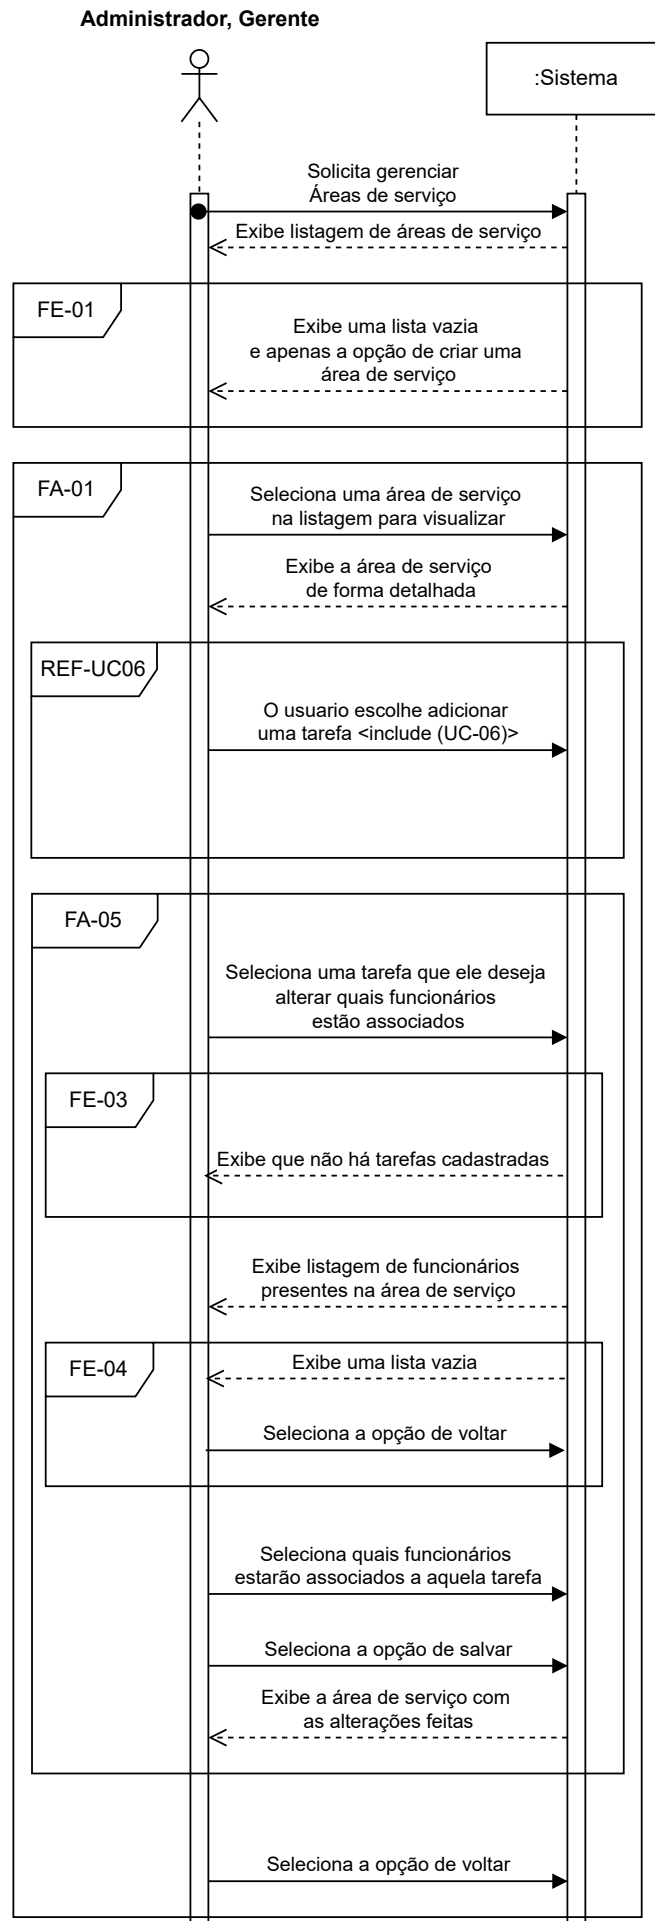 Administrador, Gerente
:Sistema
Solicita gerenciar
Áreas de serviço
Exibe listagem de áreas de serviço
FE-01
Exibe uma lista vazia
e apenas a opção de criar uma
área de serviço
FA-01
Seleciona uma área de serviço
na listagem para visualizar
Exibe a área de serviço
de forma detalhada
REF-UC06
O usuario escolhe adicionar
uma tarefa <include (UC-06)>
FA-05
Seleciona uma tarefa que ele deseja
alterar quais funcionários
estão associados
FE-03
Exibe que não há tarefas cadastradas
Exibe listagem de funcionários
presentes na área de serviço
FE-04
Exibe uma lista vazia
Seleciona a opção de voltar
Seleciona quais funcionários
estarão associados a aquela tarefa
Seleciona a opção de salvar
Exibe a área de serviço com
as alterações feitas
Seleciona a opção de voltar